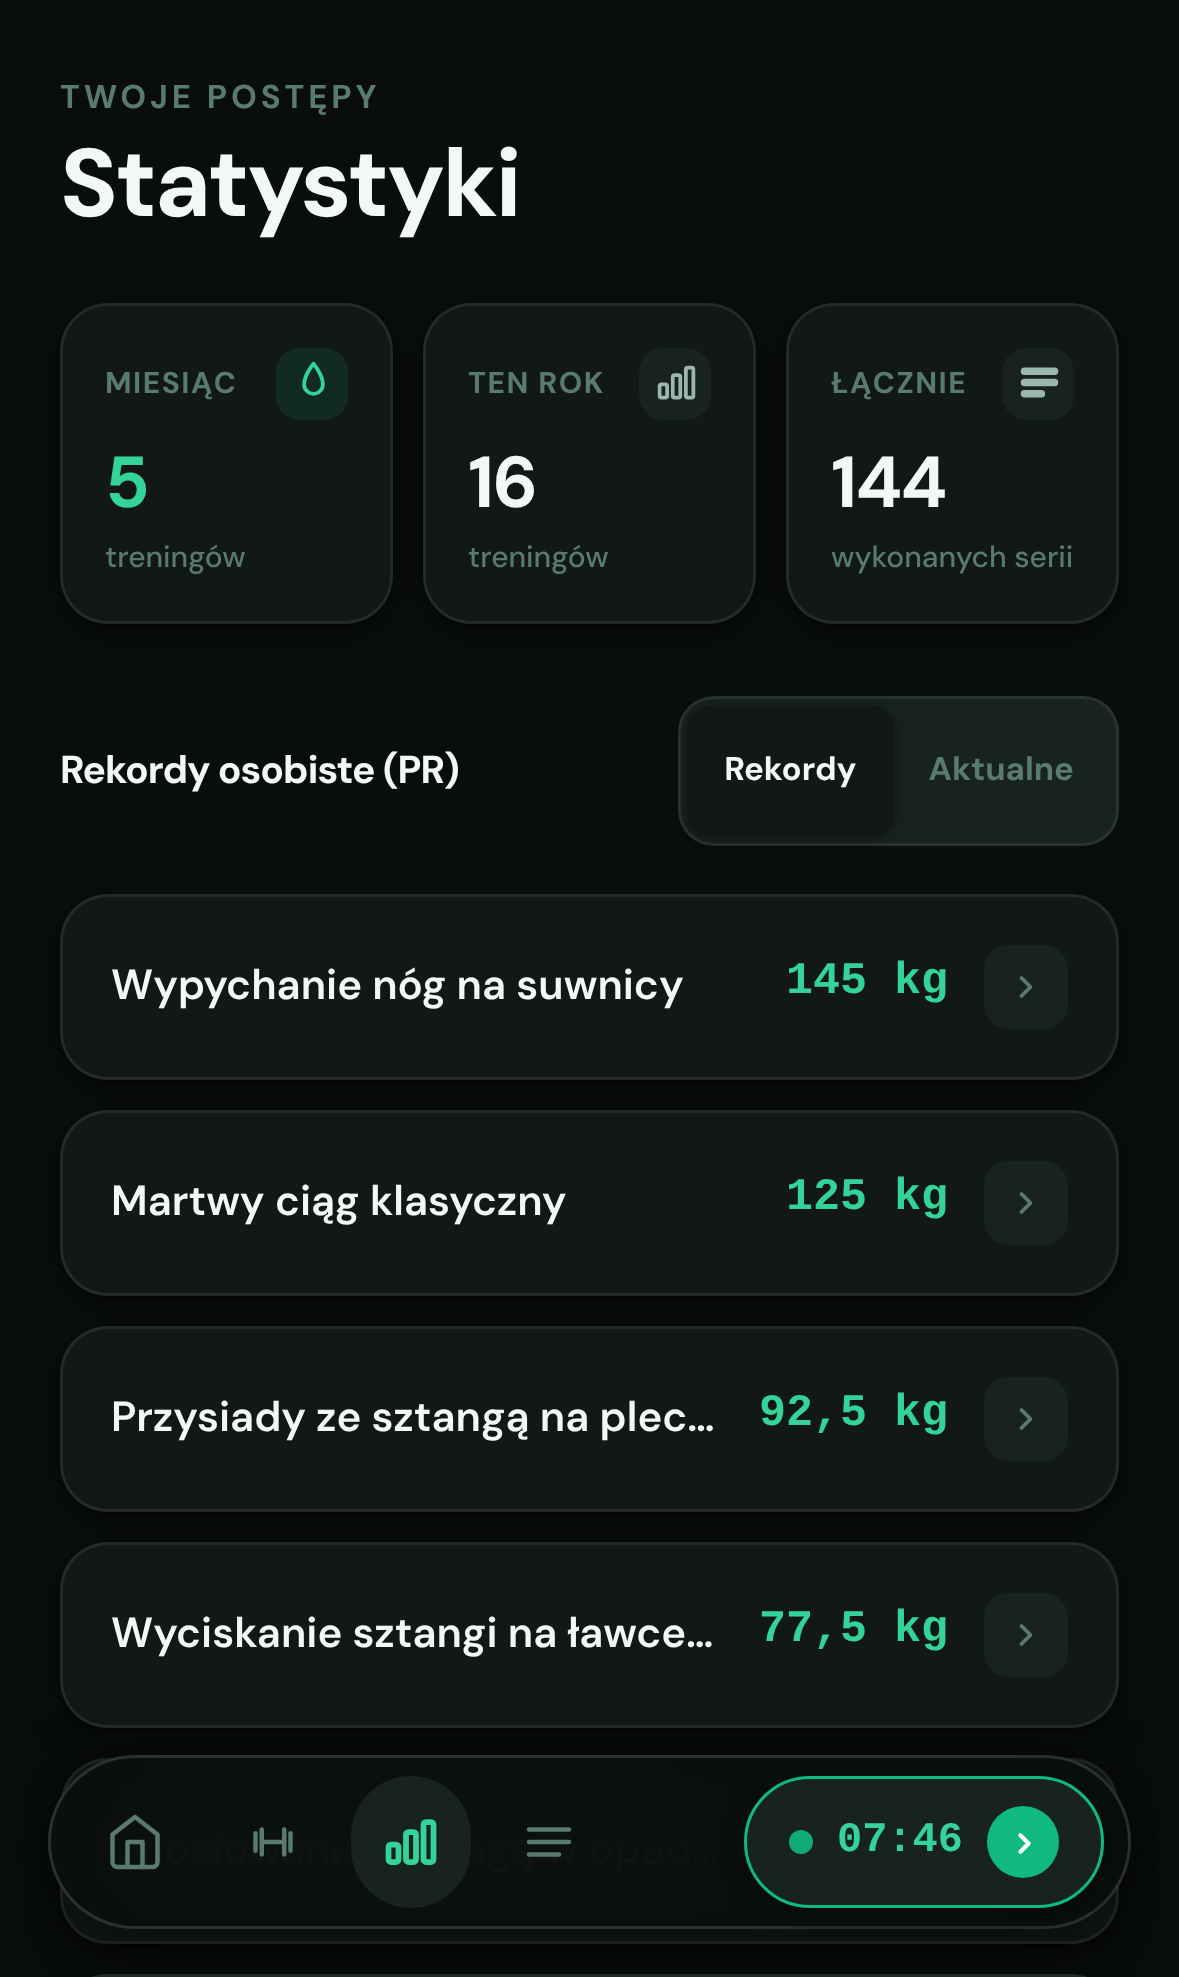 TWOJE POSTĘPY
Statystyki
MIESIĄC
5
treningów
TEN ROK
16
treningów
ŁĄCZNIE
144
wykonanych serii
Rekordy osobiste (PR)
Rekordy
Aktualne
Wypychanie nóg na suwnicy
145 kg
Martwy ciąg klasyczny
125 kg
Przysiady ze sztangą na plec...
92,5 kg
Wyciskanie sztangi na ławce...
77,5 kg
07:46